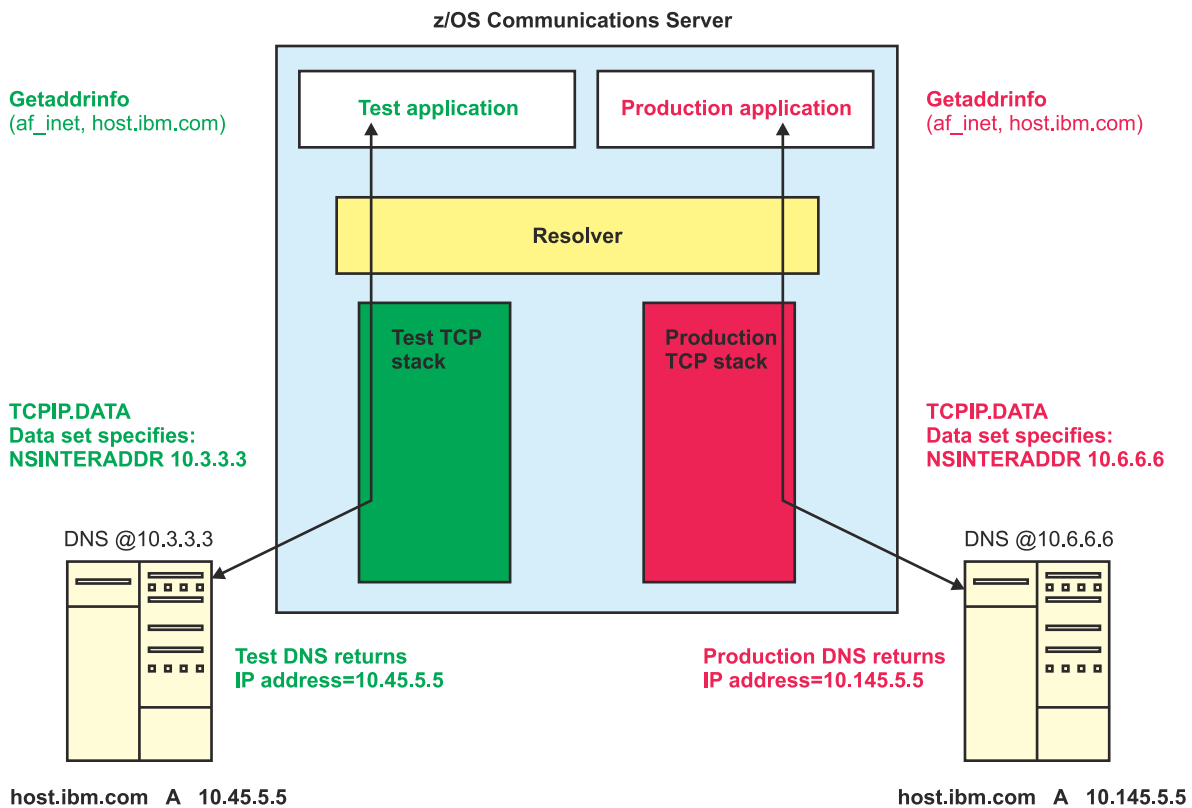 z/OS Communications Server
Getaddrinfo
(af_inet, host.ibm.com)
Test application
Production application
Getaddrinfo
(af_inet, host.ibm.com)
Resolver
Test TCP
stack
Production
TCP stack
TCPIP.DATA
Data set specifies:
NSINTERADDR 10.3.3.3
TCPIP.DATA
Data set specifies:
NSINTERADDR 10.6.6.6
DNS @10.3.3.3
DNS @10.6.6.6
Test DNS returns
IP address=10.45.5.5
Production DNS returns
IP address=10.145.5.5
host.ibm.com A 10.45.5.5
host.ibm.com A 10.145.5.5